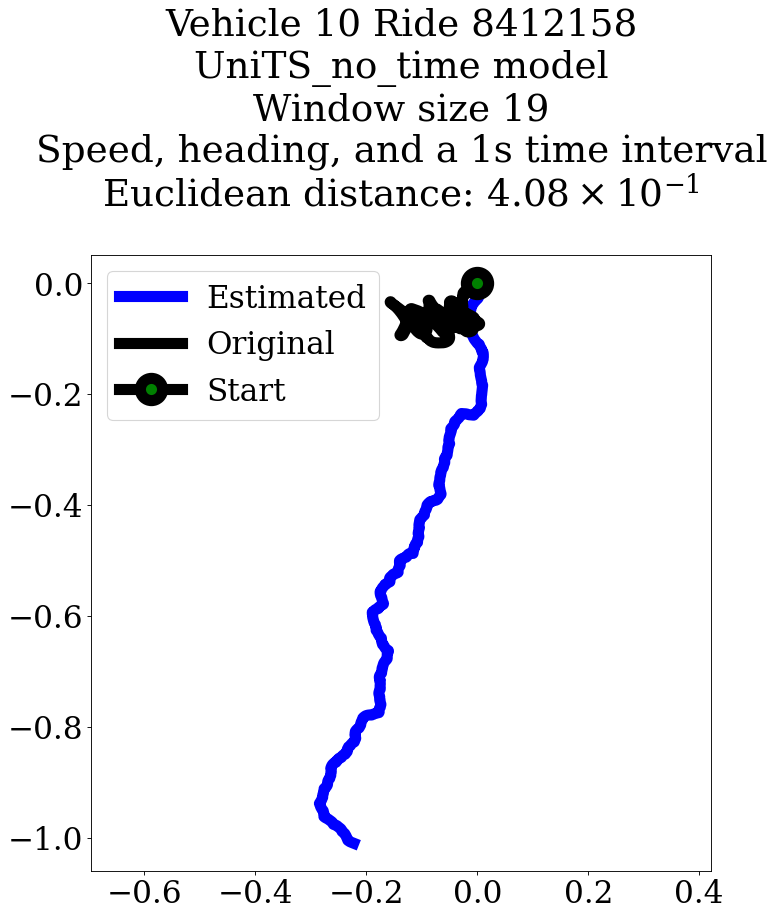 Vehicle 10 Ride 8412158
UniTS_no_time model
Window size 19
Speed, heading, and a 1s time interval
Euclidean distance: 4.08 × 10⁻¹
Estimated
Original
Start
0.0
−0.2
−0.4
−0.6
−0.8
−1.0
−0.6 −0.4 −0.2 0.0 0.2 0.4